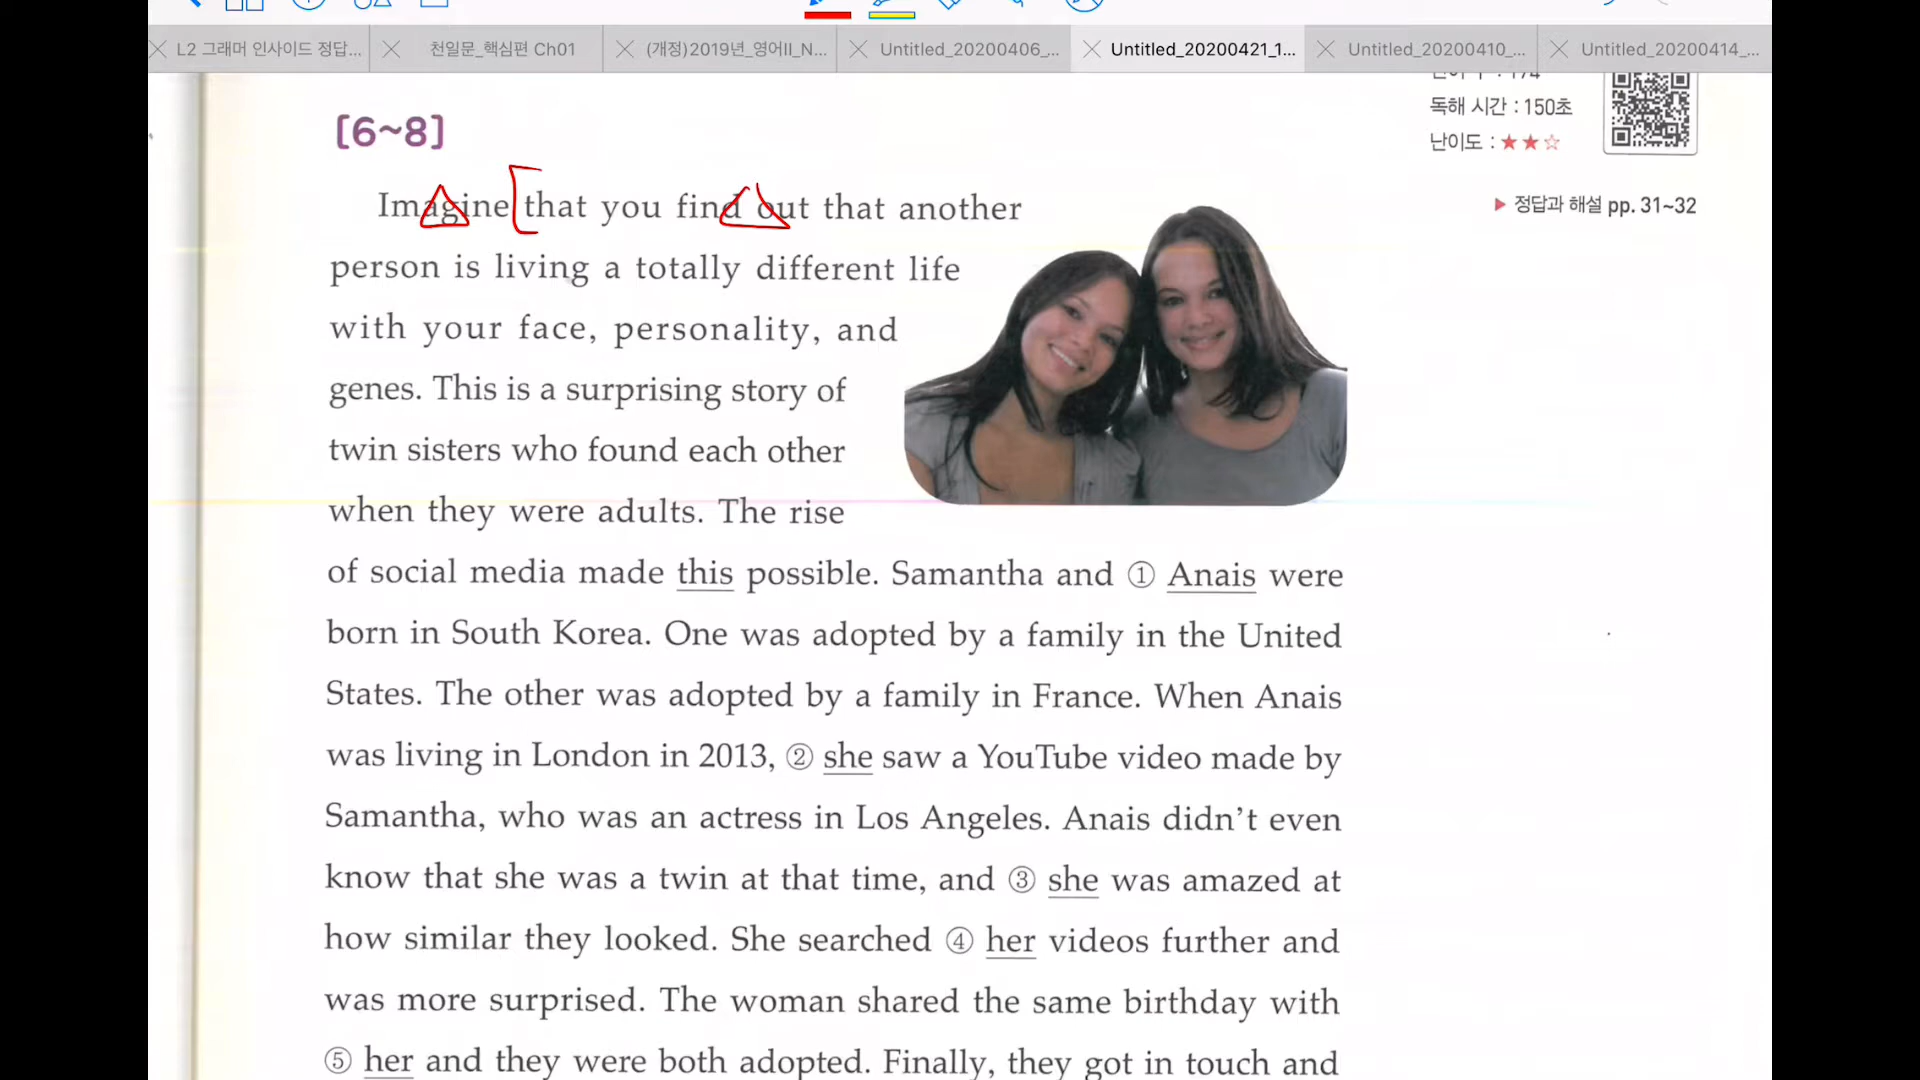 L2 그래머 인사이드 정답...
천일문_핵심편 Ch01
(개정)2019년_영어II_N...
Untitled_20200406_...
Untitled_20200421_1...
Untitled_20200410_...
Untitled_20200414_...
독해 시간 : 150초
난이도 : ★★☆
▶ 정답과 해설 pp. 31~32
[6~8]
Imagine that you find out that another
person is living a totally different life
with your face, personality, and
genes. This is a surprising story of
twin sisters who found each other
when they were adults. The rise
of social media made this possible. Samantha and ① Anais were
born in South Korea. One was adopted by a family in the United
States. The other was adopted by a family in France. When Anais
was living in London in 2013, ② she saw a YouTube video made by
Samantha, who was an actress in Los Angeles. Anais didn't even
know that she was a twin at that time, and ③ she was amazed at
how similar they looked. She searched ④ her videos further and
was more surprised. The woman shared the same birthday with
⑤ her and they were both adopted. Finally, they got in touch and